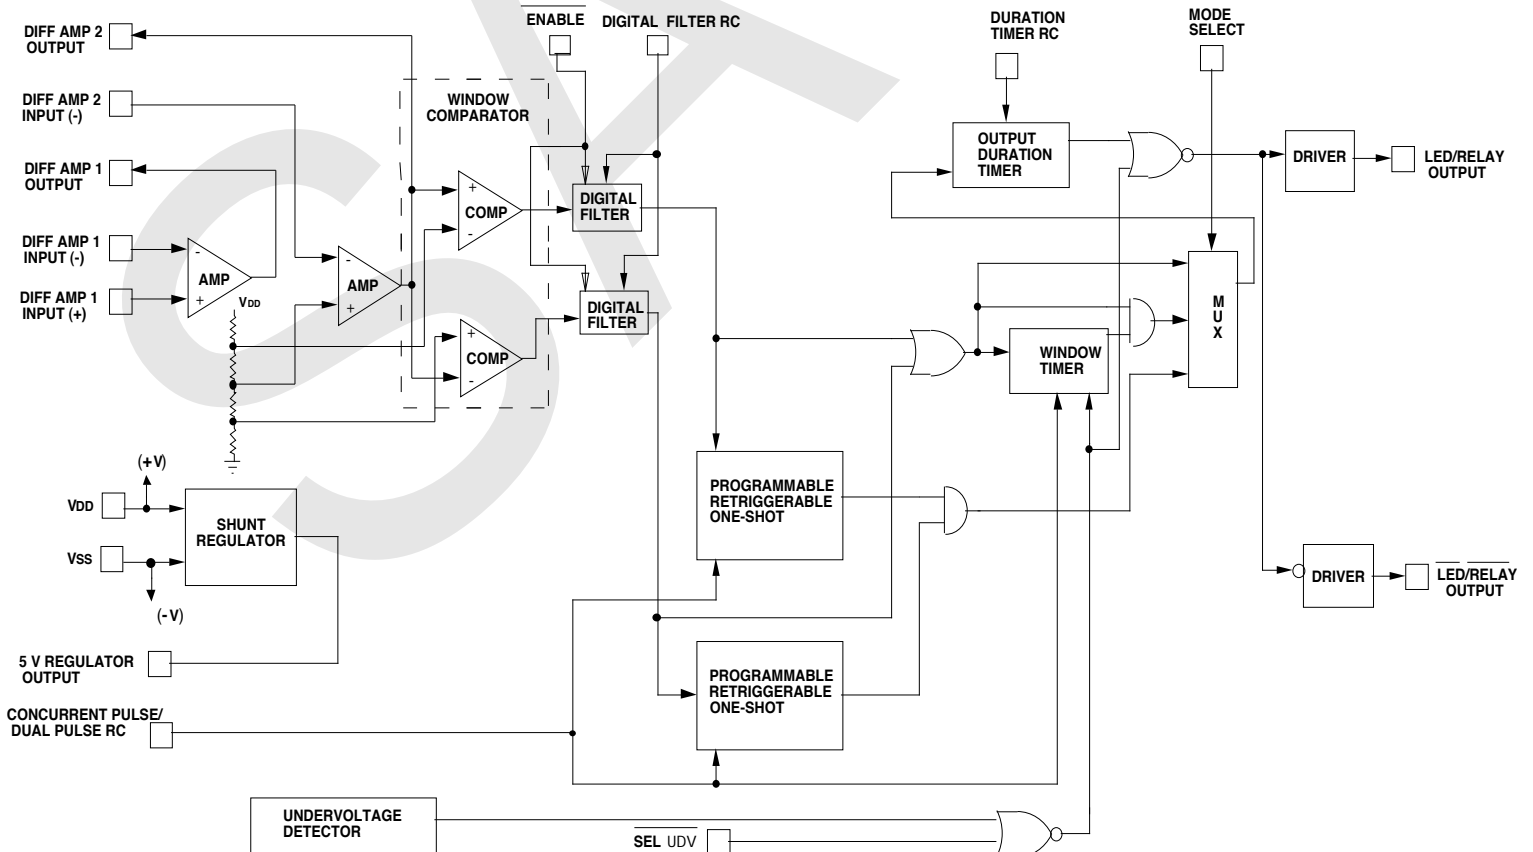 ENABLE
DIGITAL FILTER RC
DURATION
TIMER RC
MODE
SELECT
DIFF AMP 2
OUTPUT
DIFF AMP 2
INPUT (-)
WINDOW
COMPARATOR
OUTPUT
DURATION
TIMER
DRIVER
LED/RELAY
OUTPUT
DIFF AMP 1
OUTPUT
+
COMP
-
DIGITAL
FILTER
DIFF AMP 1
INPUT (-)
-
AMP
+
-
AMP
+
DIFF AMP 1
INPUT (+)
VDD
DIGITAL
FILTER
MUX
+
COMP
-
WINDOW
TIMER
(+V)
VDD
SHUNT
REGULATOR
VSS
(-V)
PROGRAMMABLE
RETRIGGERABLE
ONE-SHOT
DRIVER
LED/RELAY
OUTPUT
5 V REGULATOR
OUTPUT
PROGRAMMABLE
RETRIGGERABLE
ONE-SHOT
CONCURRENT PULSE/
DUAL PULSE RC
UNDERVOLTAGE
DETECTOR
SEL UDV